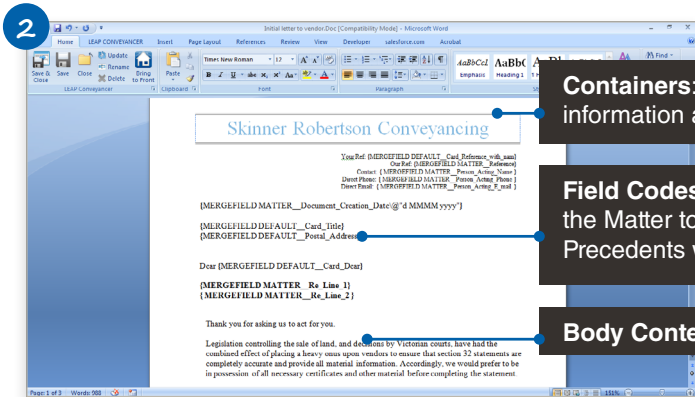 2
Initial letter to vendor.Doc [Compatibility Mode] - Microsoft Word
Home LEAP CONVEYANCER Insert Page Layout References Review View Developer salesforce.com Acrobat
Save & Close Save Close Update Rename Delete Bring to Front Paste
Times New Roman 12
AaBbCcL Emphasis AaBbC Heading 1 Find
LEAP Conveyancer Clipboard Font Paragraph
Containers:
information a
Skinner Robertson Conveyancing
Your Ref: {MERGEFIELD DEFAULT__Card_Reference_with_nam}
Our Ref: {MERGEFIELD MATTER__Reference}
Contact: { MERGEFIELD MATTER__Person_Acting_Name }
Direct Phone: { MERGEFIELD MATTER__Person_Acting_Phone }
Direct Email: { MERGEFIELD MATTER__Person_Acting_E_mail }
Field Codes
the Matter to
Precedents w
{MERGEFIELD MATTER__Document_Creation_Date\@"d MMMM yyyy"}
{MERGEFIELD DEFAULT__Card_Title}
{MERGEFIELD DEFAULT__Postal_Address
Dear {MERGEFIELD DEFAULT__Card_Dear}
{MERGEFIELD MATTER__Re_Line_1}
{ MERGEFIELD MATTER__Re_Line_2 }
Thank you for asking us to act for you.
Body Conte
Legislation controlling the sale of land, and decisions by Victorian courts, have had the
combined effect of placing a heavy onus upon vendors to ensure that section 32 statements are
completely accurate and provide all material information. Accordingly, we would prefer to be
in possession of all necessary certificates and other material before completing the statement.
Page: 1 of 3 Words: 988 151%